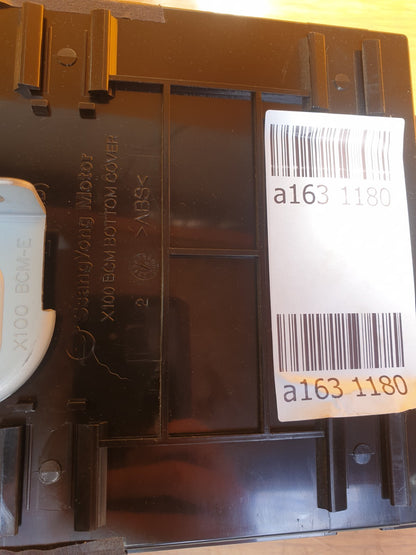 SsangYong Motor
X100 BCM BOTTOM COVER
>ABS<
2
X100 BCM-E
a163 1180
a163 1180